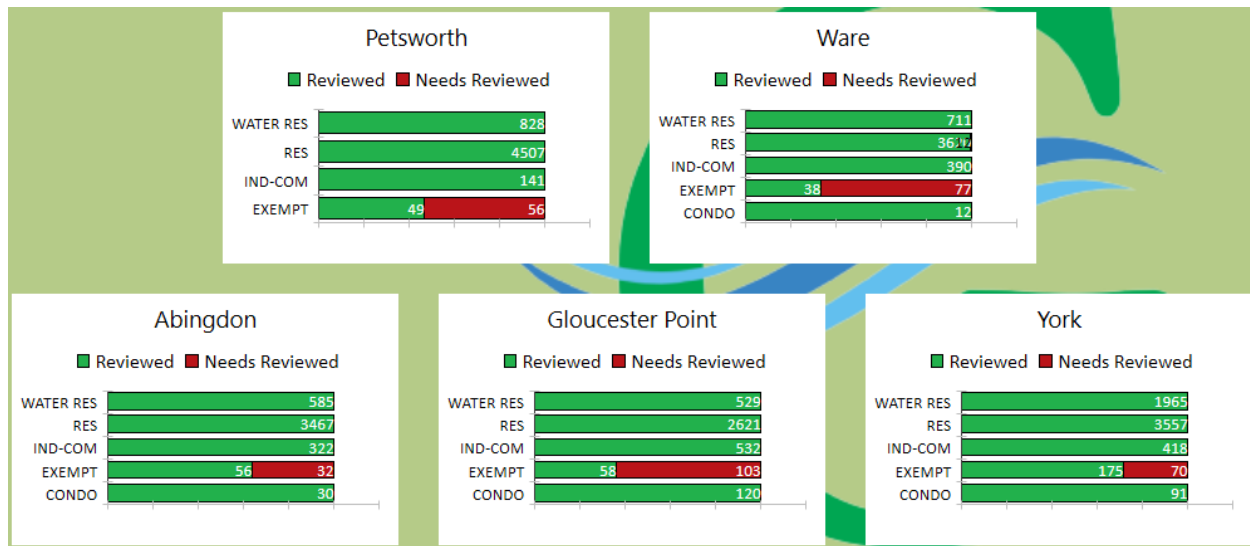 Petsworth
Reviewed Needs Reviewed
WATER RES 828
RES 4507
IND-COM 141
EXEMPT 49 56
Ware
Reviewed Needs Reviewed
WATER RES 711
RES
IND-COM 390
EXEMPT 38 77
CONDO 12
Abingdon
Reviewed Needs Reviewed
WATER RES 585
RES 3467
IND-COM 322
EXEMPT 56 32
CONDO 30
Gloucester Point
Reviewed Needs Reviewed
WATER RES 529
RES 2621
IND-COM 532
EXEMPT 58 103
CONDO 120
York
Reviewed Needs Reviewed
WATER RES 1965
RES 3557
IND-COM 418
EXEMPT 175 70
CONDO 91